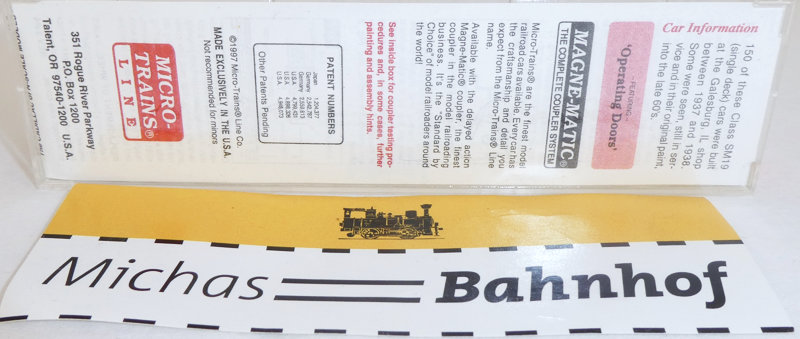 Car Information
150 of these Class SM19
(single deck) cars were built
at the Galesburg, IL shop
between 1937 and 1938.
Some were seen, still in ser-
vice and in their original paint,
into the late 60's.
- FEATURING -
'Operating Doors'
MAGNE-MATIC®
THE COMPLETE COUPLER SYSTEM
Micro-Trains® are the finest model
railroad cars available. Every car has
the craftsmanship and detail you
expect from the Micro-Trains® Line
name.
Available with the delayed action
Magne-Matic® coupler, the finest
coupler in the model railroading
business. It's the "Standard by
Choice" of model railroaders around
the world!
See inside box for coupler testing pro-
cedures and, in some cases, further
painting and assembly hints.
PATENT NUMBERS
Japan
Germany
Germany
U.S.A.
U.S.A.
U.S.A.
Other Patents Pending
©1997 Micro-Trains® Line Co.
MADE EXCLUSIVELY IN THE U.S.A.
Not recommended for minors
MICRO-
TRAINS®
LINE
351 Rogue River Parkway
P.O. Box 1200
Talent, OR 97540-1200 U.S.A.
Michas Bahnhof